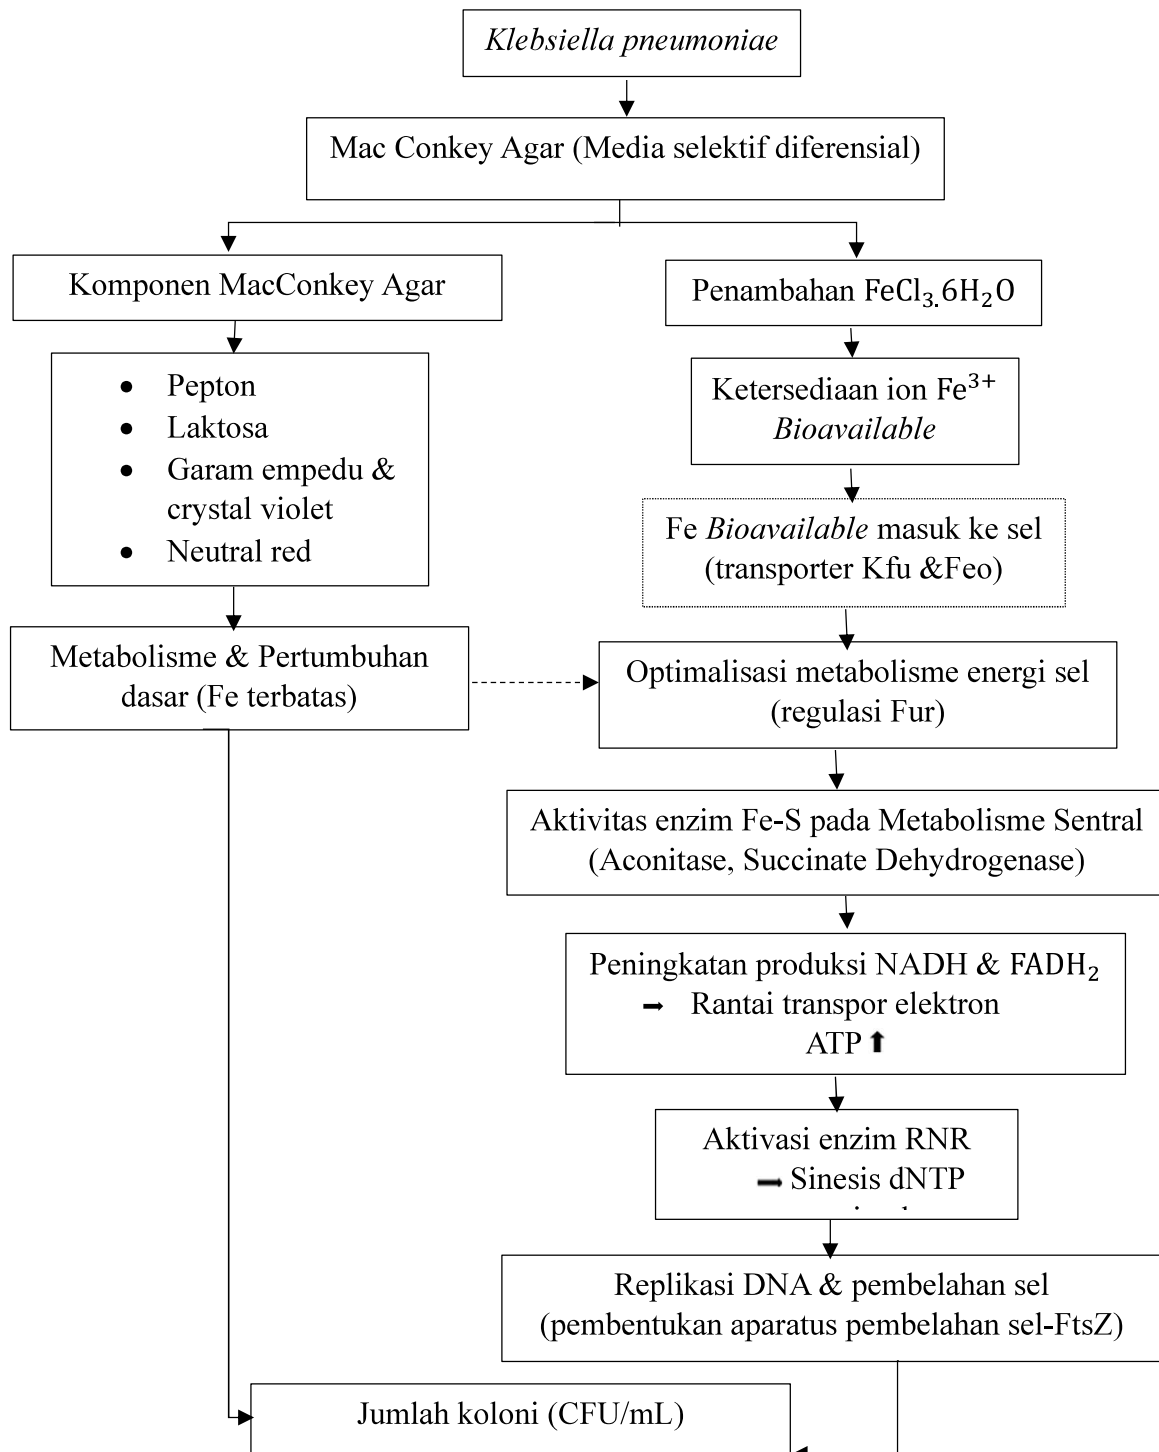 Klebsiella pneumoniae
Mac Conkey Agar (Media selektif diferensial)
Komponen MacConkey Agar
• Pepton
• Laktosa
• Garam empedu &
crystal violet
• Neutral red
Metabolisme & Pertumbuhan
dasar (Fe terbatas)
Penambahan FeCl₃.6H₂O
Ketersediaan ion Fe³⁺
Bioavailable
Fe Bioavailable masuk ke sel
(transporter Kfu &Feo)
Optimalisasi metabolisme energi sel
(regulasi Fur)
Aktivitas enzim Fe-S pada Metabolisme Sentral
(Aconitase, Succinate Dehydrogenase)
Peningkatan produksi NADH & FADH₂
➞ Rantai transpor elektron
ATP ⬆
Aktivasi enzim RNR
➞ Sinesis dNTP
Replikasi DNA & pembelahan sel
(pembentukan aparatus pembelahan sel-FtsZ)
Jumlah koloni (CFU/mL)